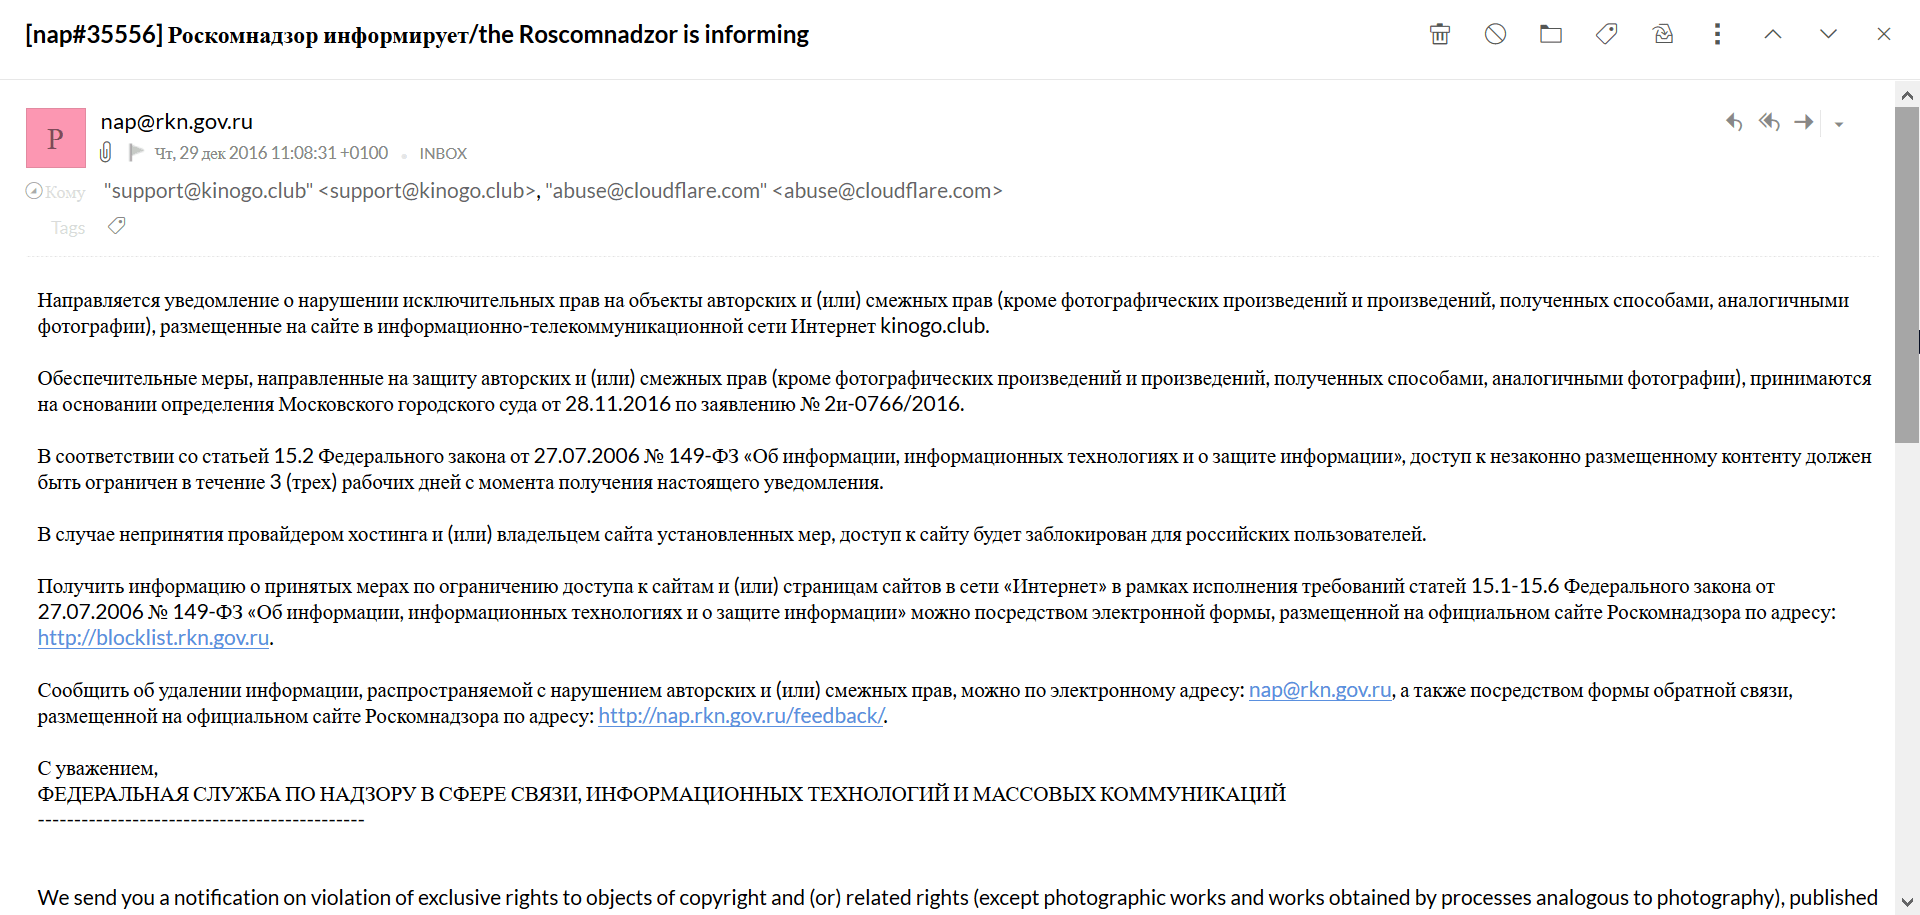 [nap#35556] Роскомнадзор информирует/the Roscomnadzor is informing
P
nap@rkn.gov.ru
Чт, 29 дек 2016 11:08:31 +0100 INBOX
Кому "support@kinogo.club" <support@kinogo.club>, "abuse@cloudflare.com" <abuse@cloudflare.com>
Tags
Направляется уведомление о нарушении исключительных прав на объекты авторских и (или) смежных прав (кроме фотографических произведений и произведений, полученных способами, аналогичными
фотографии), размещенные на сайте в информационно-телекоммуникационной сети Интернет kinogo.club.
Обеспечительные меры, направленные на защиту авторских и (или) смежных прав (кроме фотографических произведений и произведений, полученных способами, аналогичными фотографии), принимаются
на основании определения Московского городского суда от 28.11.2016 по заявлению № 2и-0766/2016.
В соответствии со статьей 15.2 Федерального закона от 27.07.2006 № 149-ФЗ «Об информации, информационных технологиях и о защите информации», доступ к незаконно размещенному контенту должен
быть ограничен в течение 3 (трех) рабочих дней с момента получения настоящего уведомления.
В случае непринятия провайдером хостинга и (или) владельцем сайта установленных мер, доступ к сайту будет заблокирован для российских пользователей.
Получить информацию о принятых мерах по ограничению доступа к сайтам и (или) страницам сайтов в сети «Интернет» в рамках исполнения требований статей 15.1-15.6 Федерального закона от
27.07.2006 № 149-ФЗ «Об информации, информационных технологиях и о защите информации» можно посредством электронной формы, размещенной на официальном сайте Роскомнадзора по адресу:
http://blocklist.rkn.gov.ru.
Сообщить об удалении информации, распространяемой с нарушением авторских и (или) смежных прав, можно по электронному адресу: nap@rkn.gov.ru, а также посредством формы обратной связи,
размещенной на официальном сайте Роскомнадзора по адресу: http://nap.rkn.gov.ru/feedback/.
С уважением,
ФЕДЕРАЛЬНАЯ СЛУЖБА ПО НАДЗОРУ В СФЕРЕ СВЯЗИ, ИНФОРМАЦИОННЫХ ТЕХНОЛОГИЙ И МАССОВЫХ КОММУНИКАЦИЙ
---------------------------------------------
We send you a notification on violation of exclusive rights to objects of copyright and (or) related rights (except photographic works and works obtained by processes analogous to photography), published